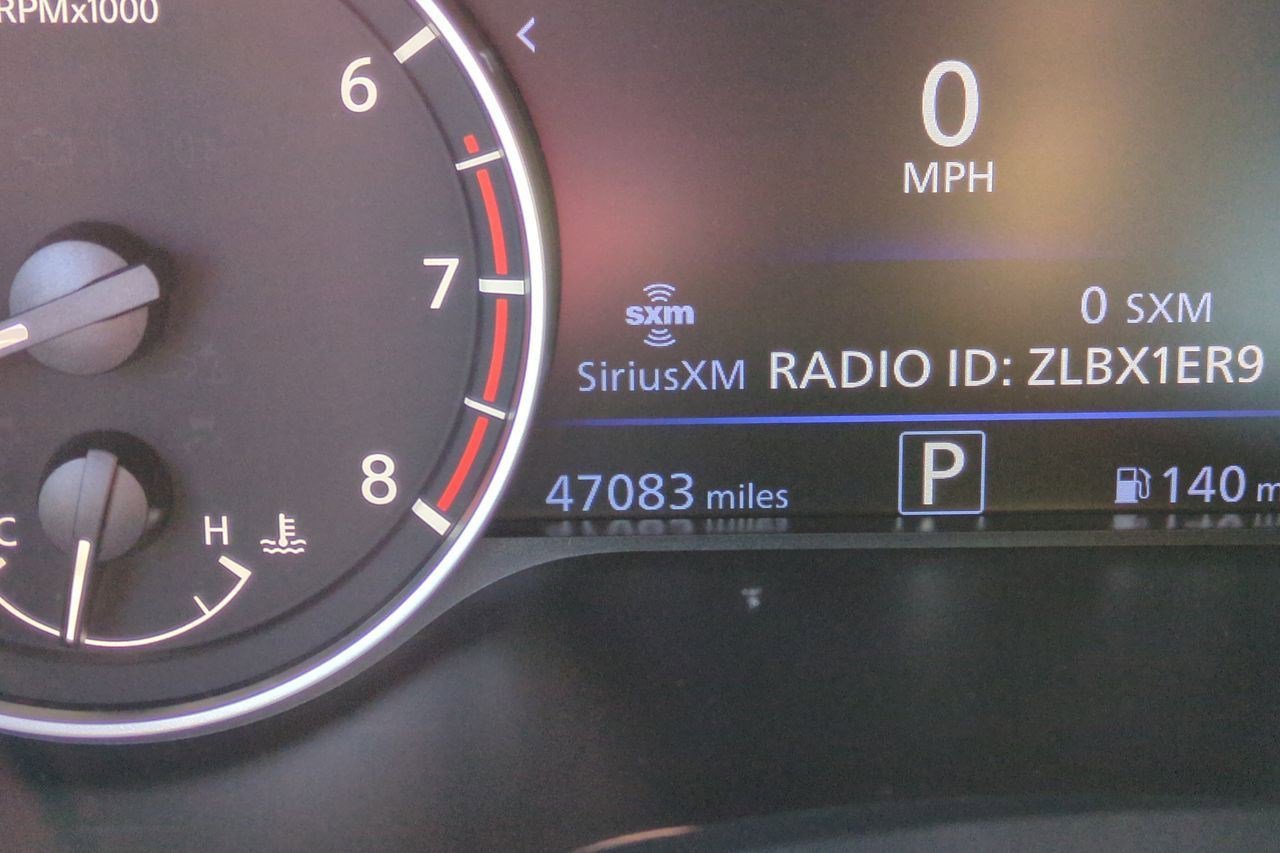 RPMx1000
6
7
8
C
H
<
0
MPH
sxm
0 SXM
SiriusXM RADIO ID: ZLBX1ER9
47083 miles
P
140 m